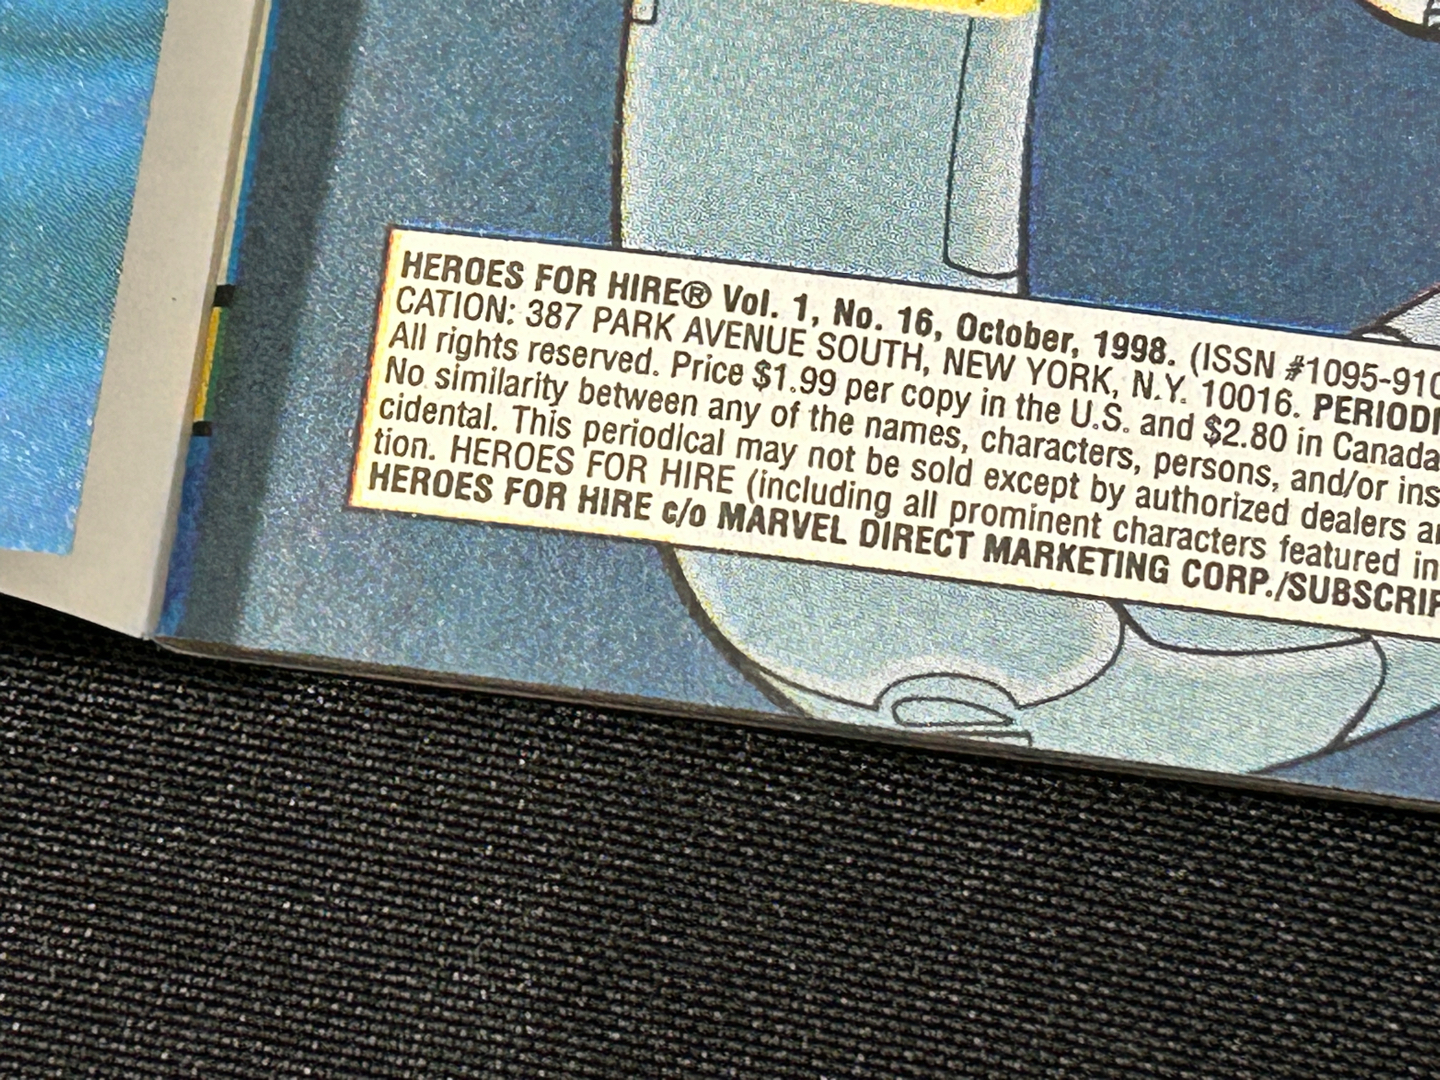 HEROES FOR HIRE® Vol. 1, No. 16, October, 1998. (ISSN #1095-910
CATION: 387 PARK AVENUE SOUTH, NEW YORK, N.Y. 10016. PERIODI
All rights reserved. Price $1.99 per copy in the U.S. and $2.80 in Canada
No similarity between any of the names, characters, persons, and/or ins
cidental. This periodical may not be sold except by authorized dealers a
tion. HEROES FOR HIRE (including all prominent characters featured in
HEROES FOR HIRE c/o MARVEL DIRECT MARKETING CORP./SUBSCRIP